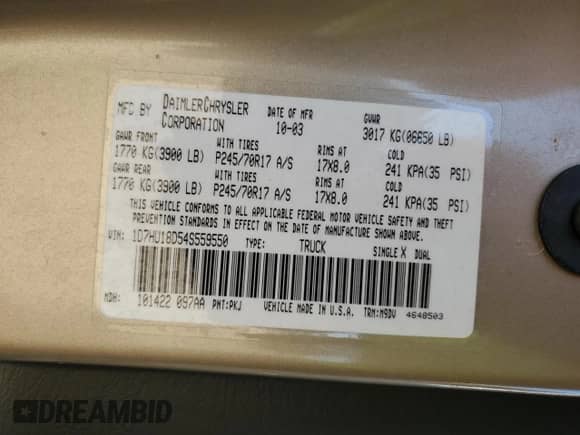 MFG BY DAIMLERCHRYSLER CORPORATION DATE OF MFR 10-03 GVWR 3017 KG(06650 LB)
GAWR FRONT WITH TIRES RIMS AT COLD
1770 KG(3900 LB) P245/70R17 A/S 17X8.0 241 KPA(35 PSI)
GAWR REAR WITH TIRES RIMS AT COLD
1770 KG(3900 LB) P245/70R17 A/S 17X8.0 241 KPA(35 PSI)
THIS VEHICLE CONFORMS TO ALL APPLICABLE FEDERAL MOTOR VEHICLE SAFETY AND THEFT
PREVENTION STANDARDS IN EFFECT ON THE DATE OF MANUFACTURE SHOWN ABOVE.
VIN: 1D7HU18D54S559550 TYPE: TRUCK SINGLE X DUAL
MDH: 101422 097AA PNT:PKJ VEHICLE MADE IN U.S.A. TRM:M9DV 4648503
DREAMBID